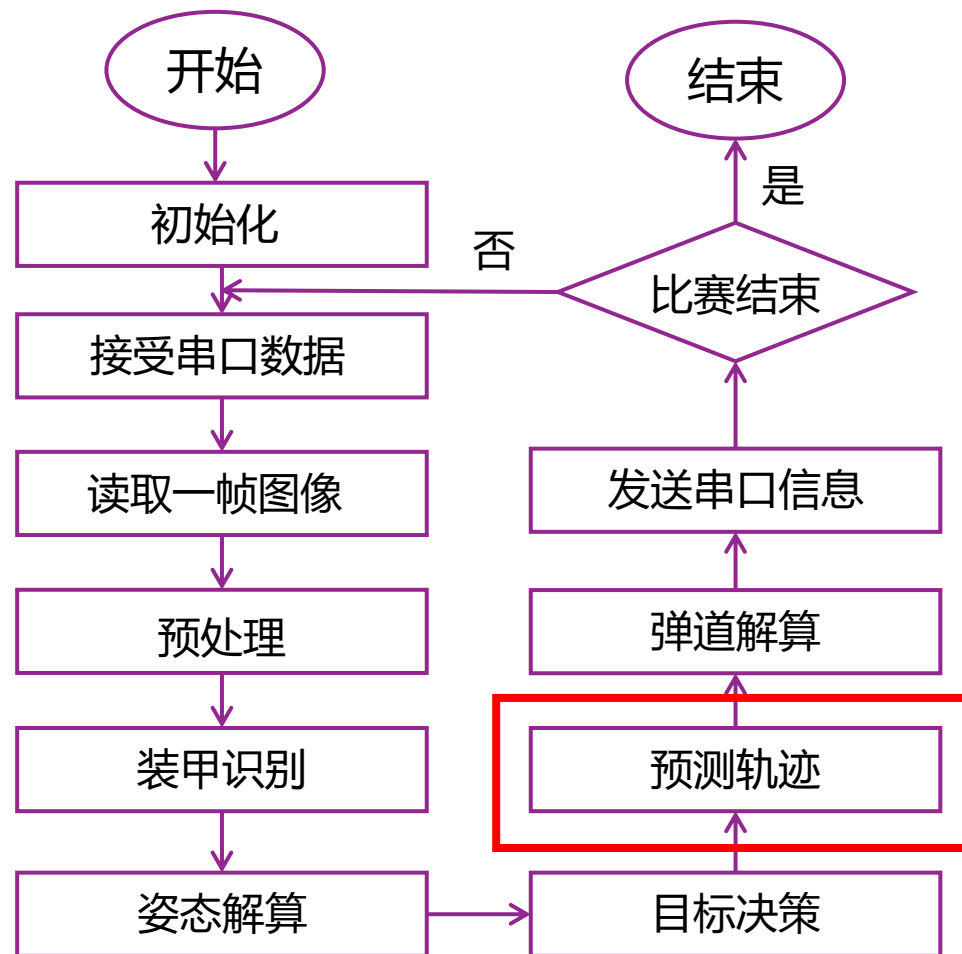 开始
初始化
接受串口数据
读取一帧图像
预处理
装甲识别
姿态解算
目标决策
预测轨迹
弹道解算
发送串口信息
比赛结束
否
是
结束